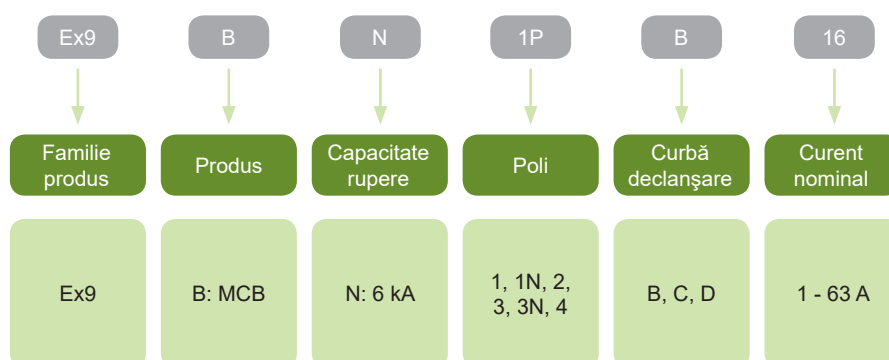 Ex9 B N 1P B 16
Familie produs
Produs
Capacitate rupere
Poli
Curbă declanşare
Curent nominal
Ex9
B: MCB
N: 6 kA
1, 1N, 2,
3, 3N, 4
B, C, D
1 - 63 A